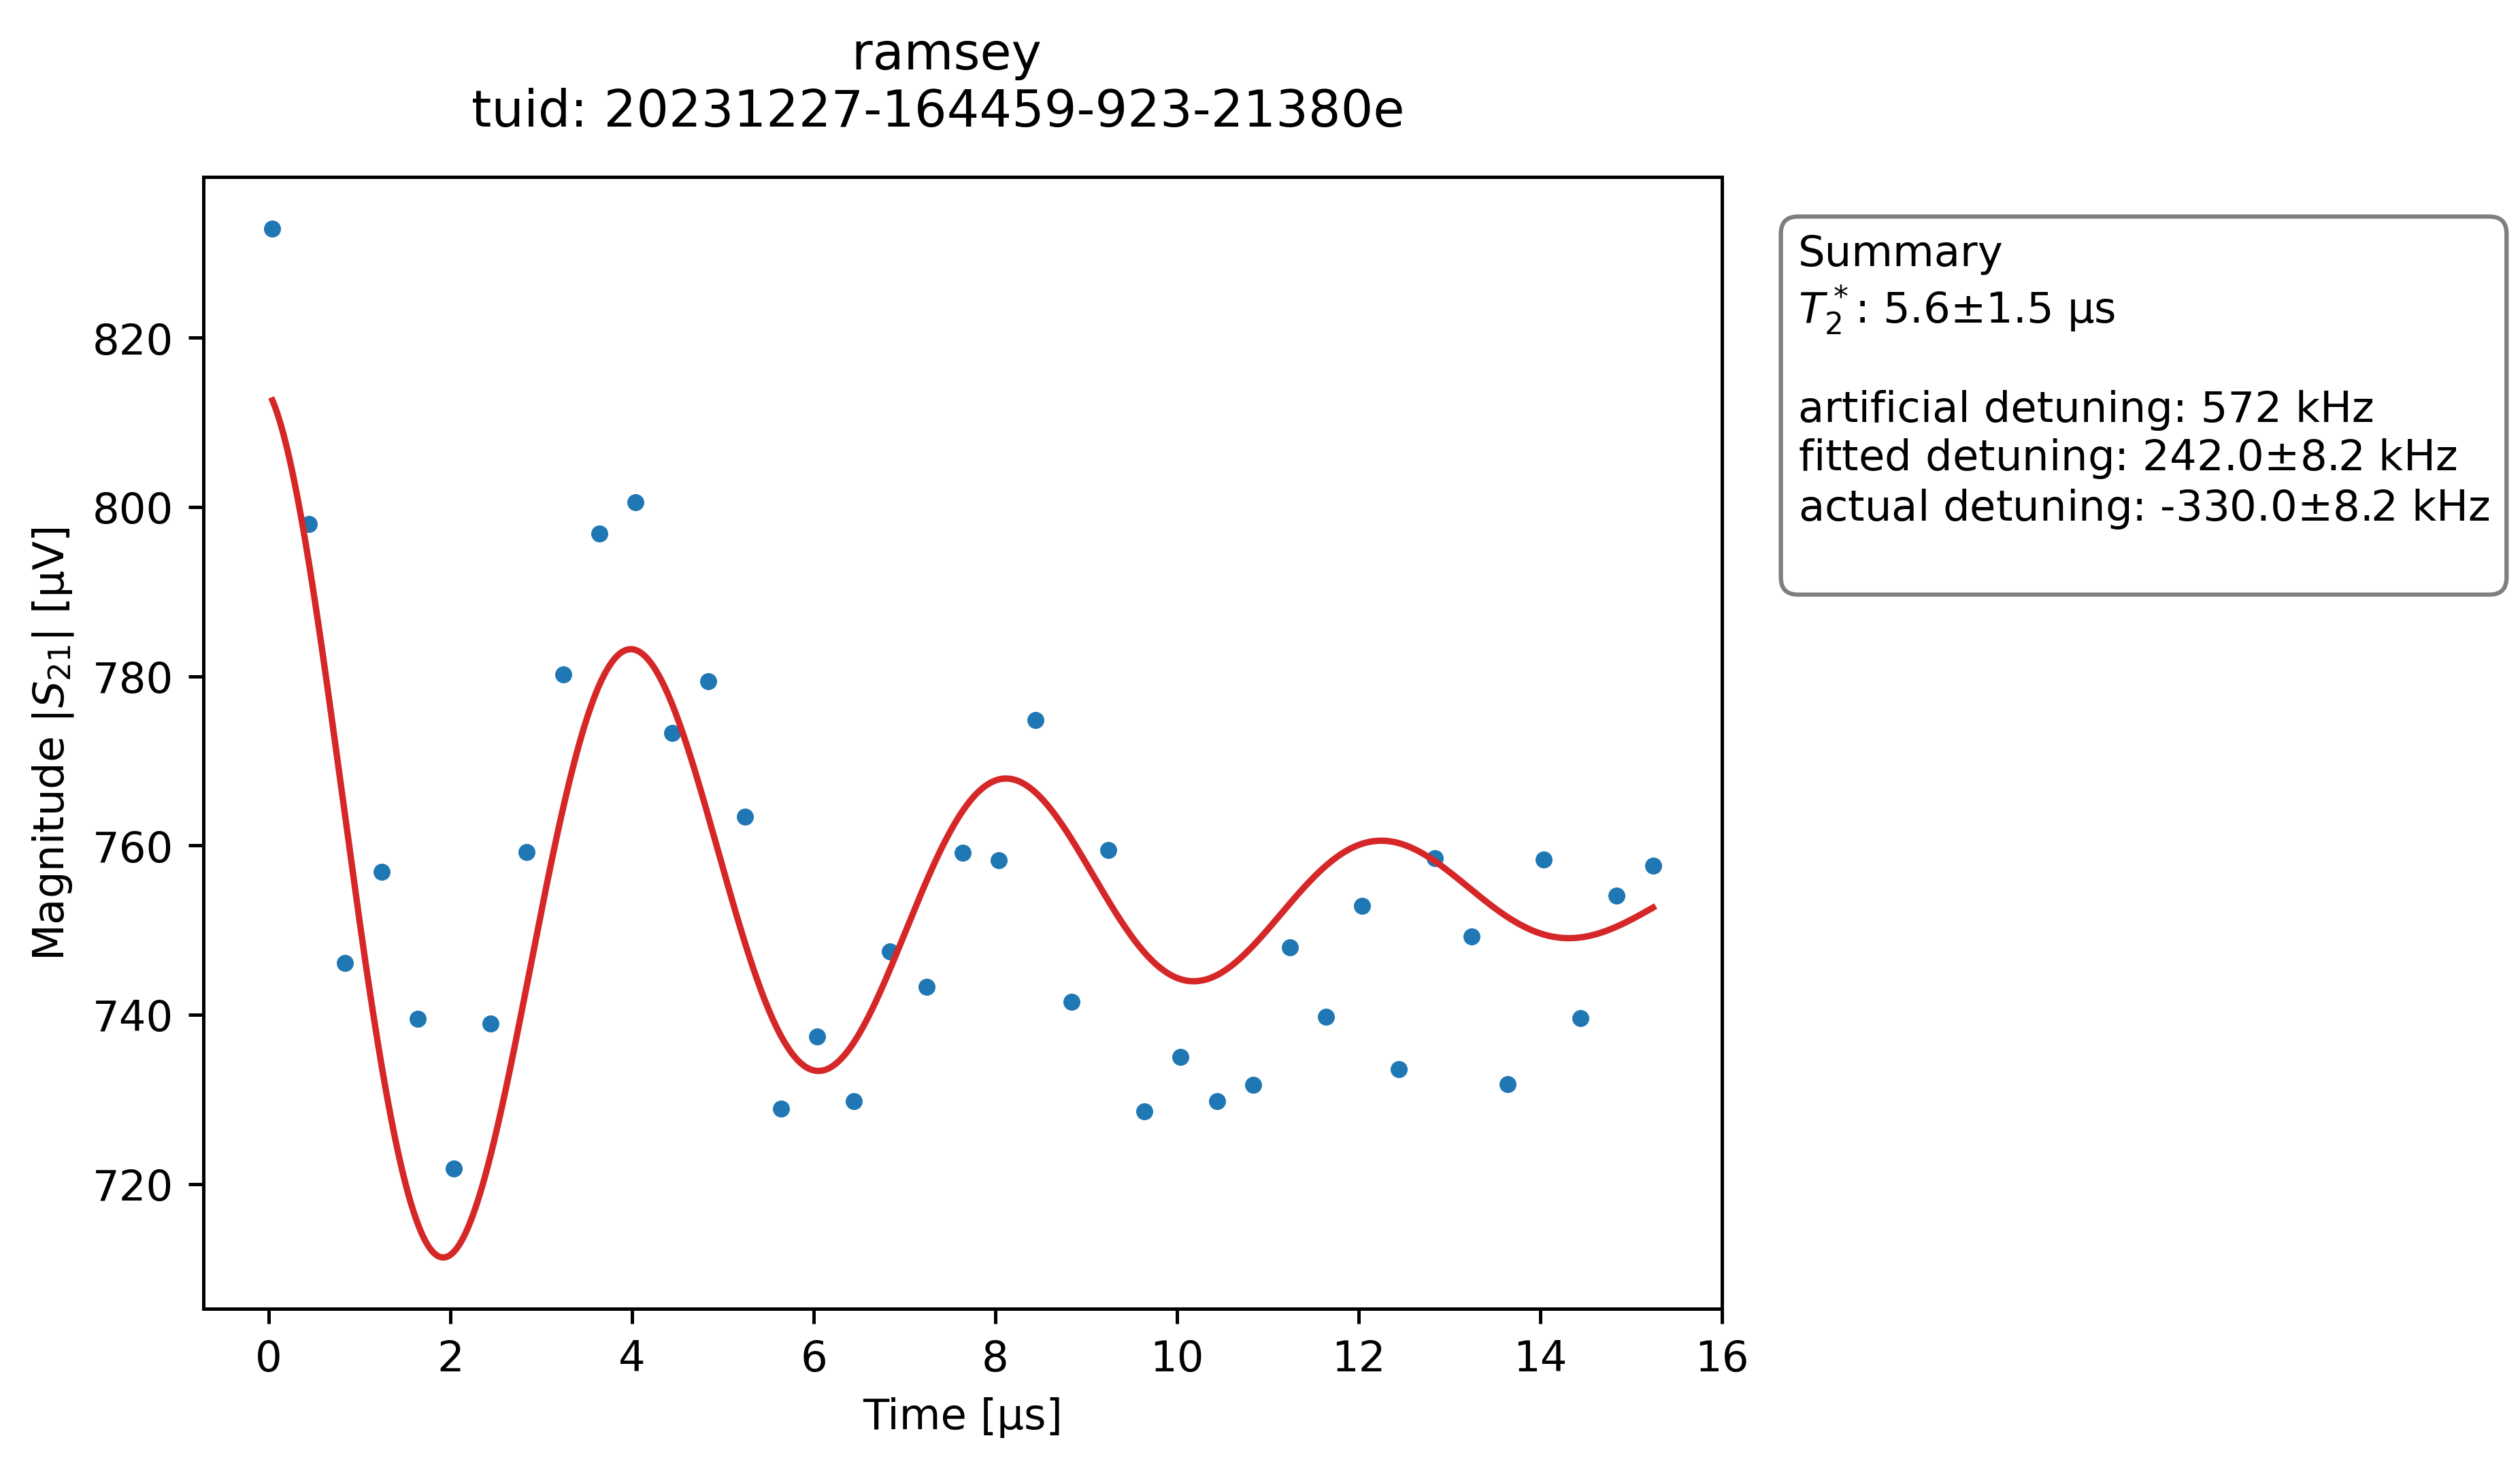 ramsey
tuid: 20231227-164459-923-21380e
Magnitude |S₂₁| [µV]
820
800
780
760
740
720
0 2 4 6 8 10 12 14 16
Time [µs]
Summary
T₂*: 5.6±1.5 µs
artificial detuning: 572 kHz
fitted detuning: 242.0±8.2 kHz
actual detuning: -330.0±8.2 kHz